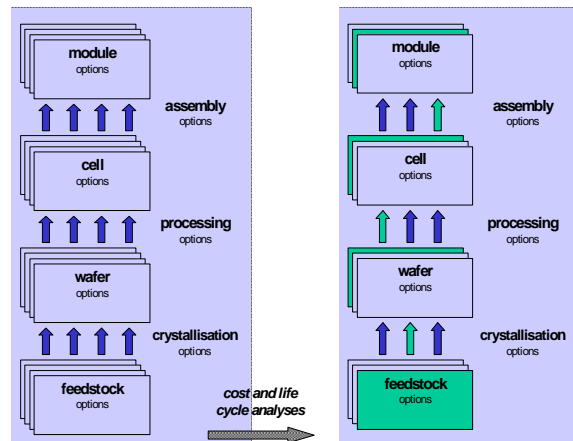 module
options
assembly
options
cell
options
processing
options
wafer
options
crystallisation
options
feedstock
options
cost and life
cycle analyses
module
options
assembly
options
cell
options
processing
options
wafer
options
crystallisation
options
feedstock
options